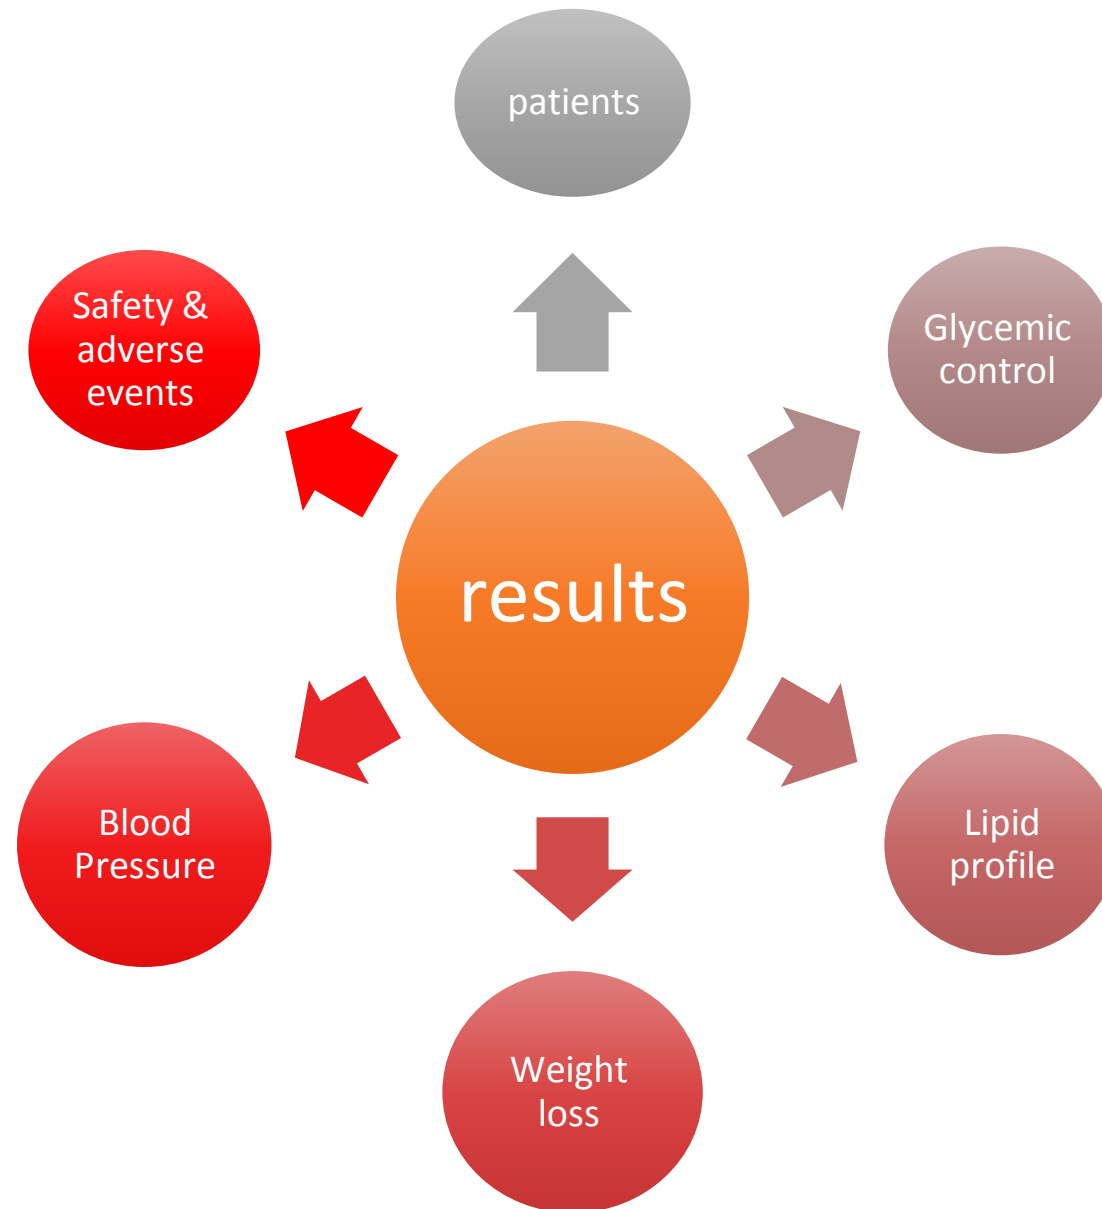 patients
Safety &
adverse
events
Glycemic
control
results
Blood
Pressure
Lipid
profile
Weight
loss